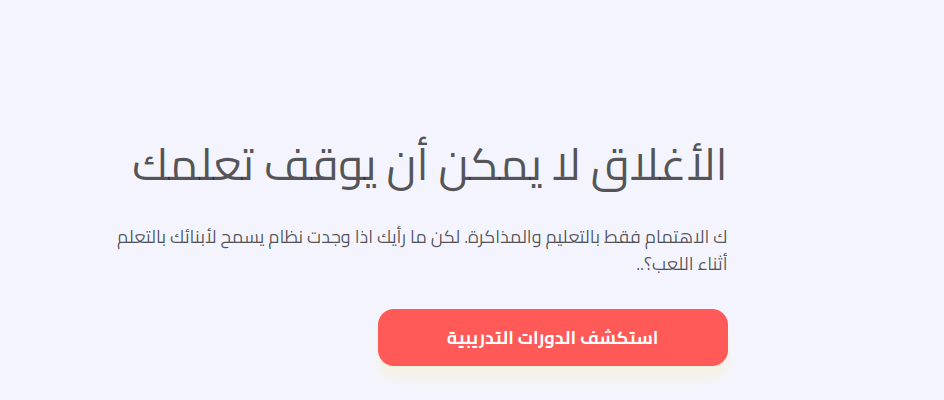 الأغلاق لا يمكن أن يوقف تعلمك
ك الاهتمام فقط بالتعليم والمذاكرة. لكن ما رأيك اذا وجدت نظام يسمح لأبنائك بالتعلم
أثناء اللعب؟..
استكشف الدورات التدريبية